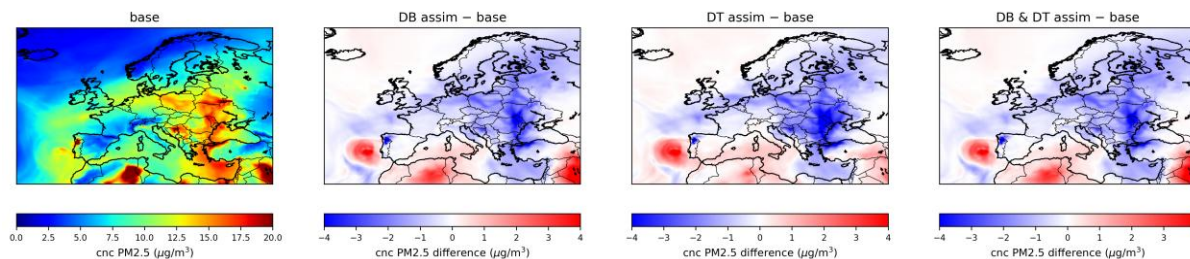 base
DB assim − base
DT assim − base
DB & DT assim − base
0.0 2.5 5.0 7.5 10.0 12.5 15.0 17.5 20.0
cnc PM2.5 (μg/m³)
−4 −3 −2 −1 0 1 2 3 4
cnc PM2.5 difference (μg/m³)
−4 −3 −2 −1 0 1 2 3 4
cnc PM2.5 difference (μg/m³)
−4 −3 −2 −1 0 1 2 3 4
cnc PM2.5 difference (μg/m³)